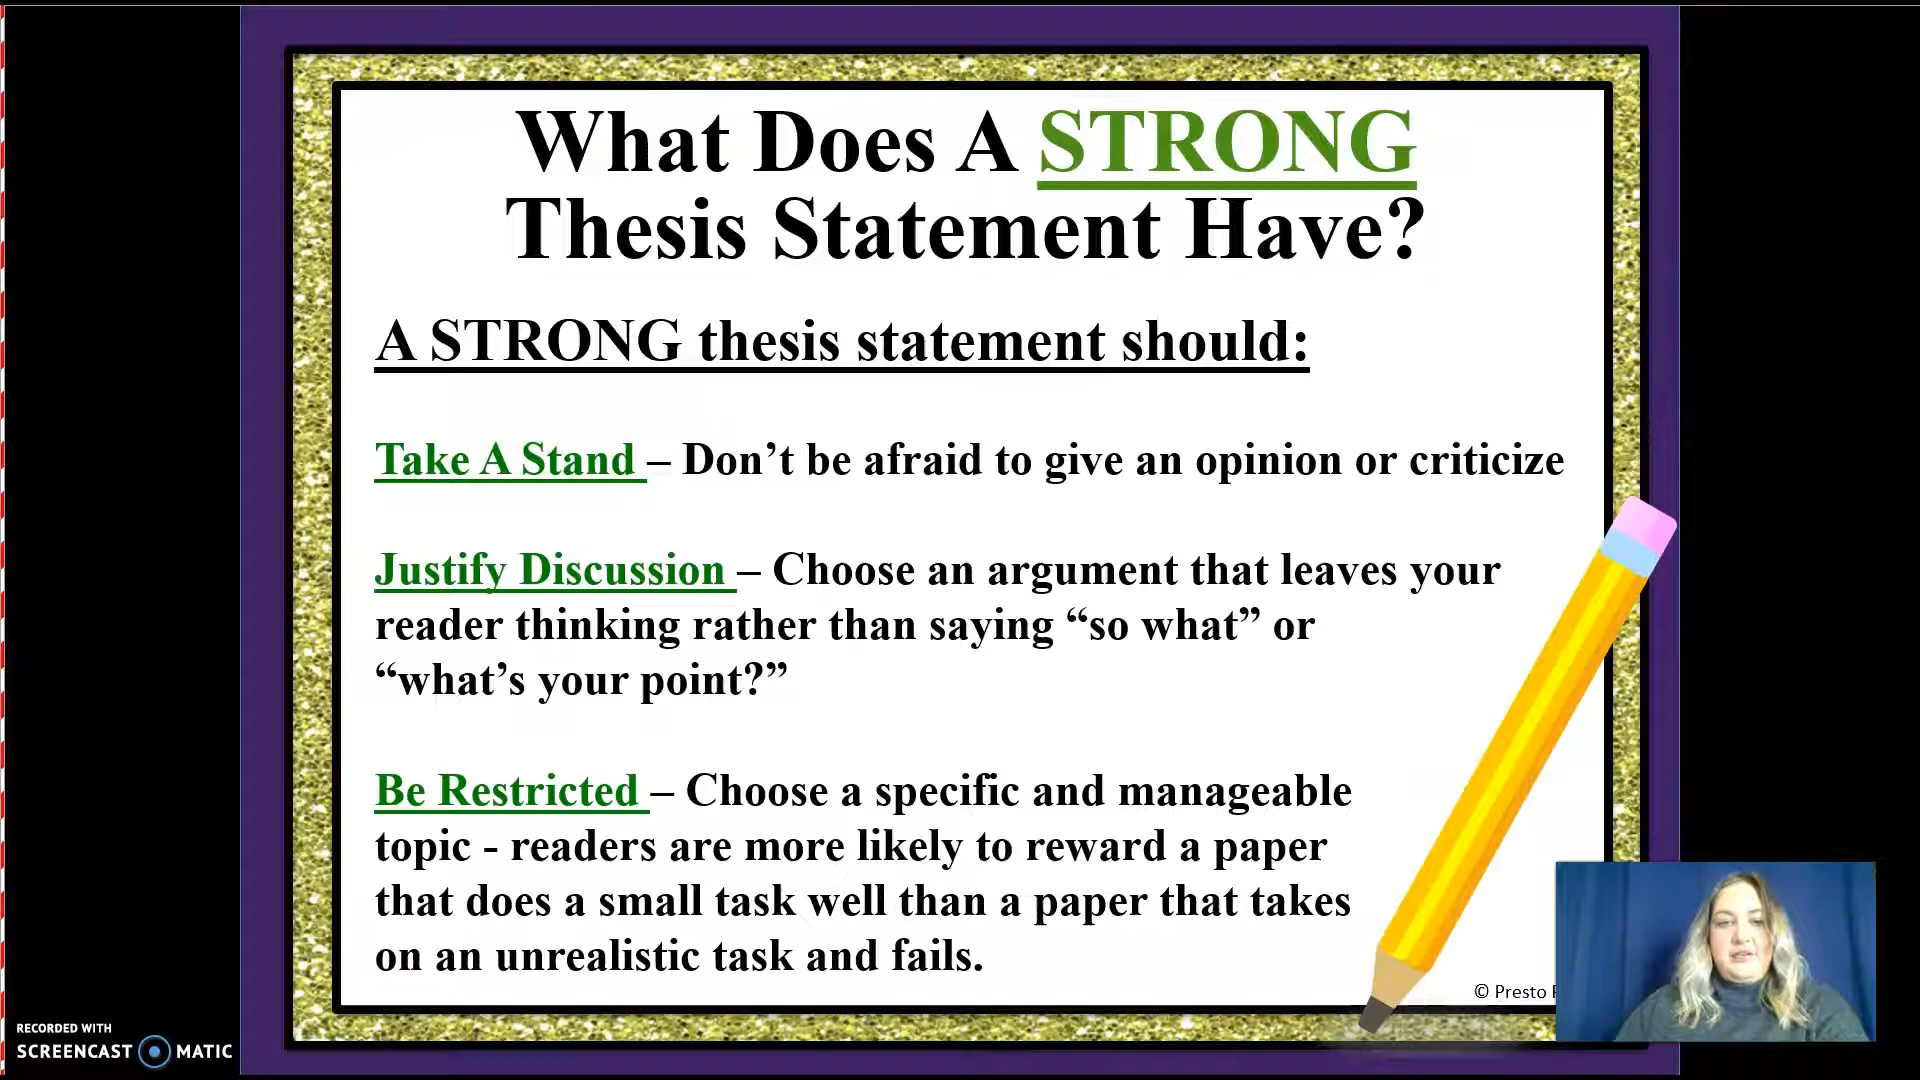 What Does A STRONG
Thesis Statement Have?
A STRONG thesis statement should:
Take A Stand – Don’t be afraid to give an opinion or criticize
Justify Discussion – Choose an argument that leaves your
reader thinking rather than saying “so what” or
“what’s your point?”
Be Restricted – Choose a specific and manageable
topic - readers are more likely to reward a paper
that does a small task well than a paper that takes
on an unrealistic task and fails.
© Presto
RECORDED WITH
SCREENCAST MATIC